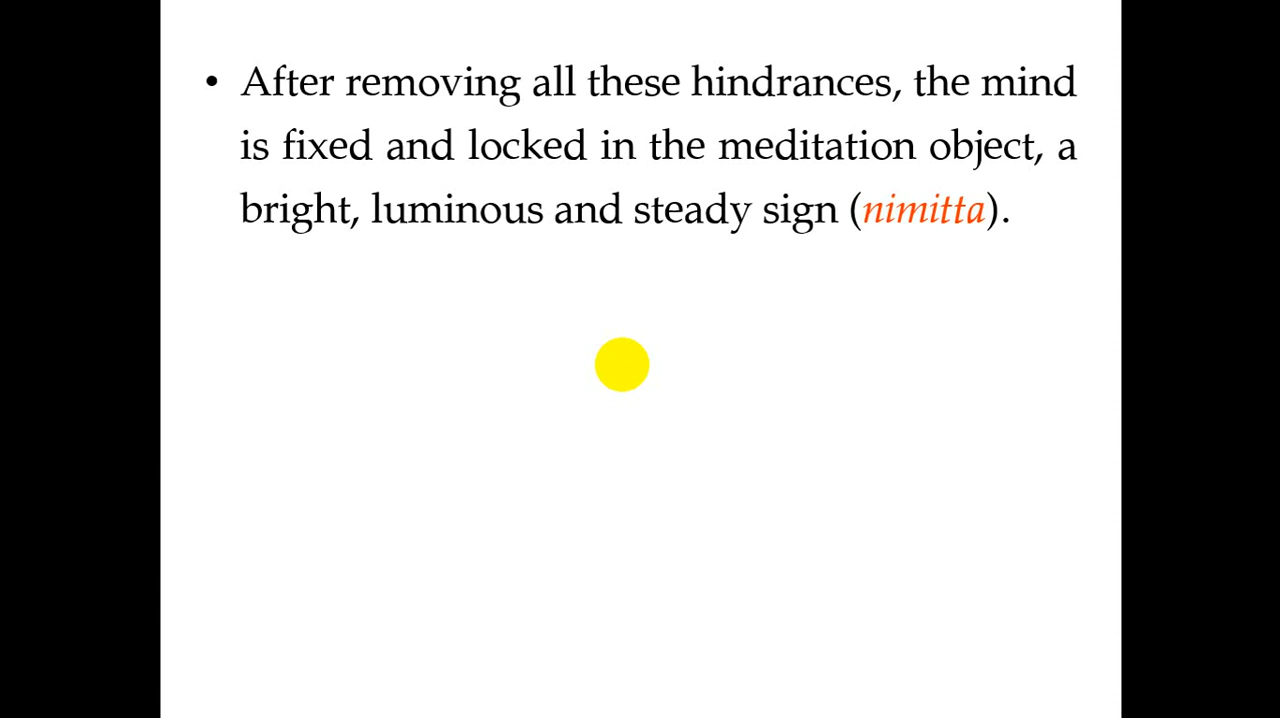 • After removing all these hindrances, the mind
is fixed and locked in the meditation object, a
bright, luminous and steady sign (nimitta).